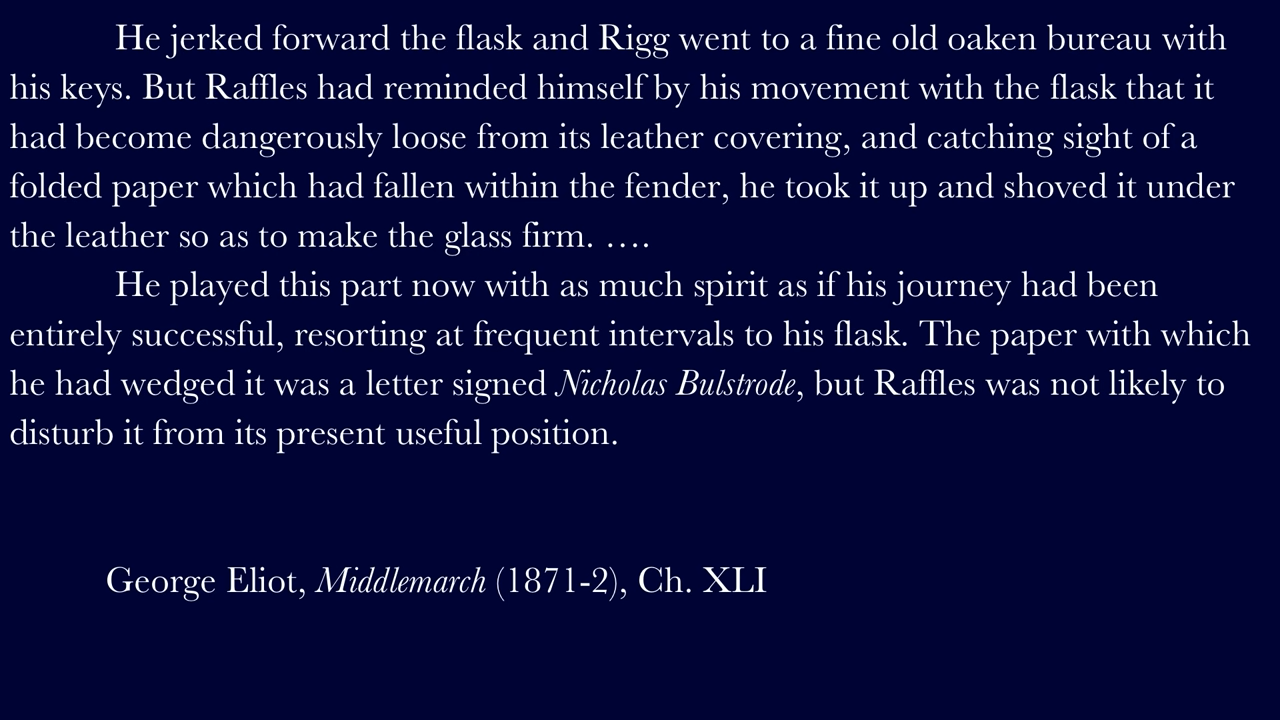 He jerked forward the flask and Rigg went to a fine old oaken bureau with
his keys. But Raffles had reminded himself by his movement with the flask that it
had become dangerously loose from its leather covering, and catching sight of a
folded paper which had fallen within the fender, he took it up and shoved it under
the leather so as to make the glass firm. ….
He played this part now with as much spirit as if his journey had been
entirely successful, resorting at frequent intervals to his flask. The paper with which
he had wedged it was a letter signed Nicholas Bulstrode, but Raffles was not likely to
disturb it from its present useful position.
George Eliot, Middlemarch (1871-2), Ch. XLI